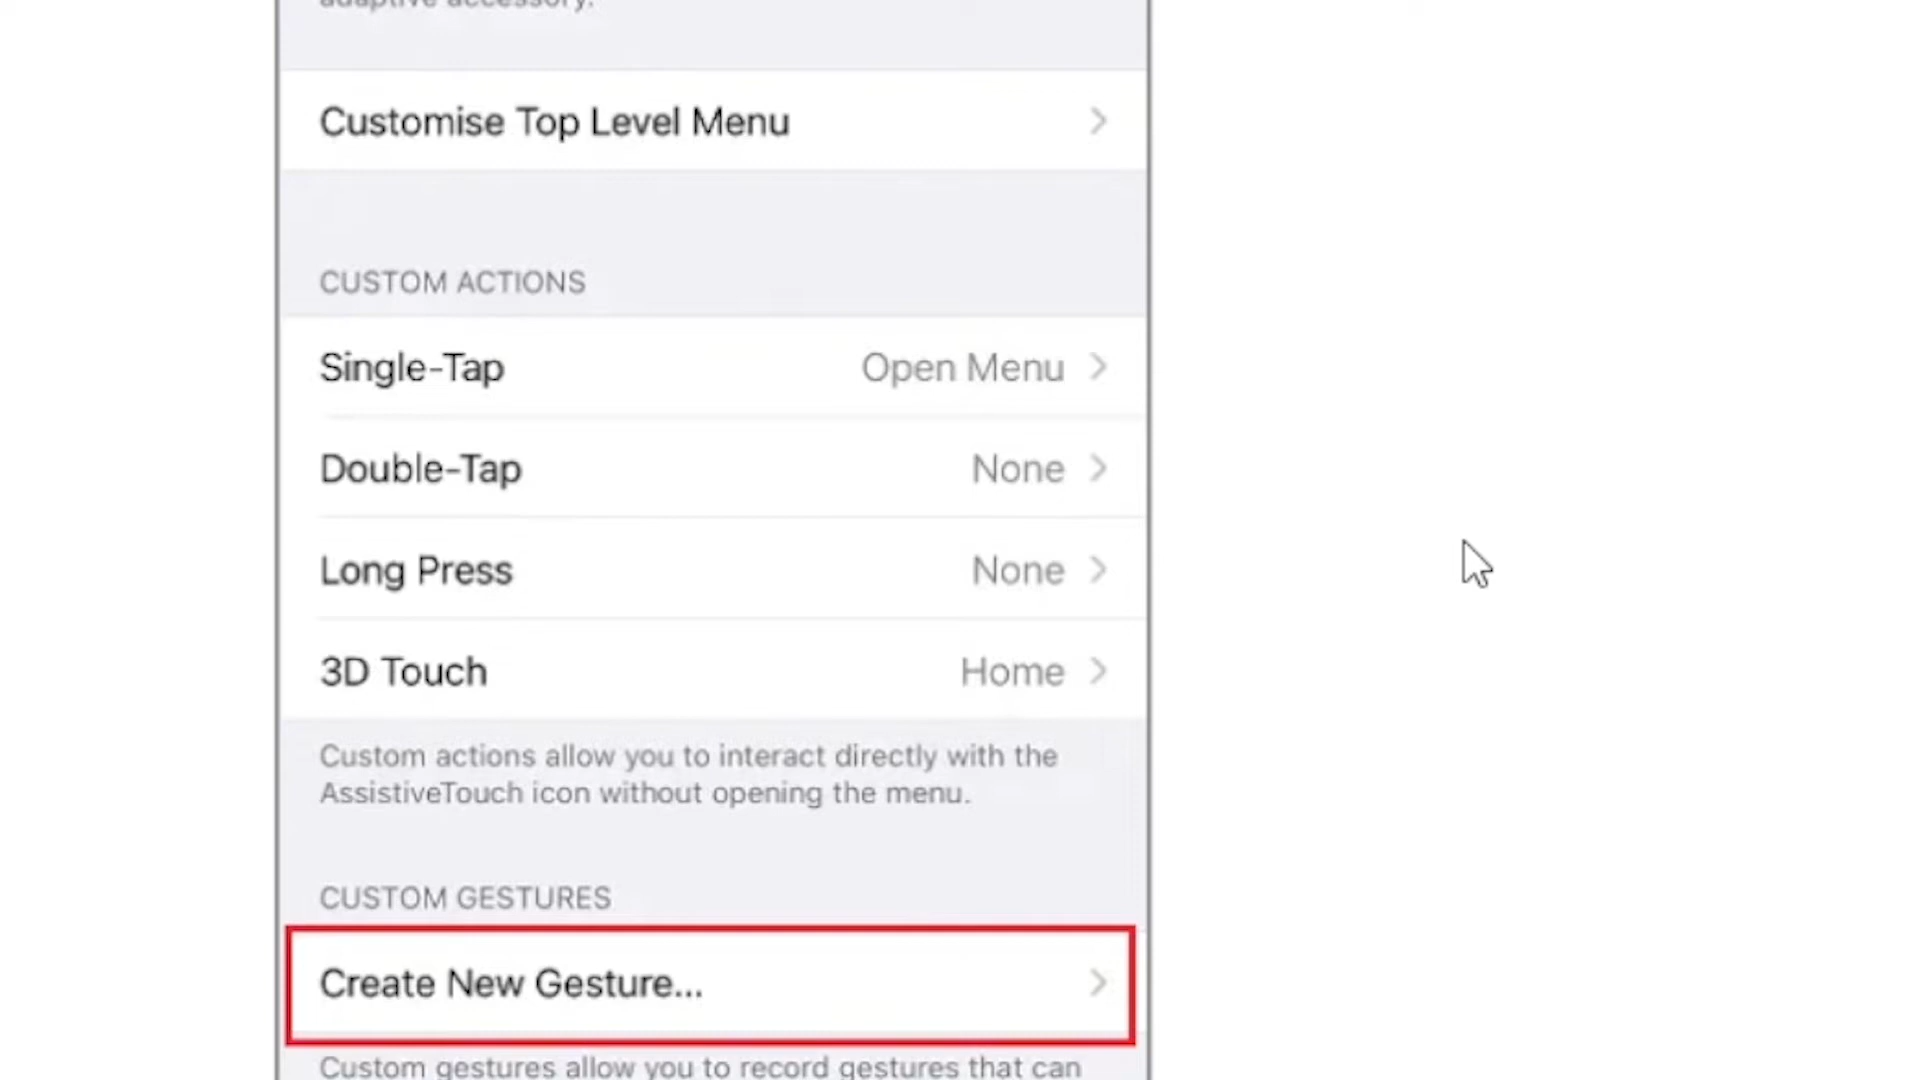 adaptive accessory.
Customise Top Level Menu
CUSTOM ACTIONS
Single-Tap Open Menu
Double-Tap None
Long Press None
3D Touch Home
Custom actions allow you to interact directly with the
AssistiveTouch icon without opening the menu.
CUSTOM GESTURES
Create New Gesture...
Custom gestures allow you to record gestures that can